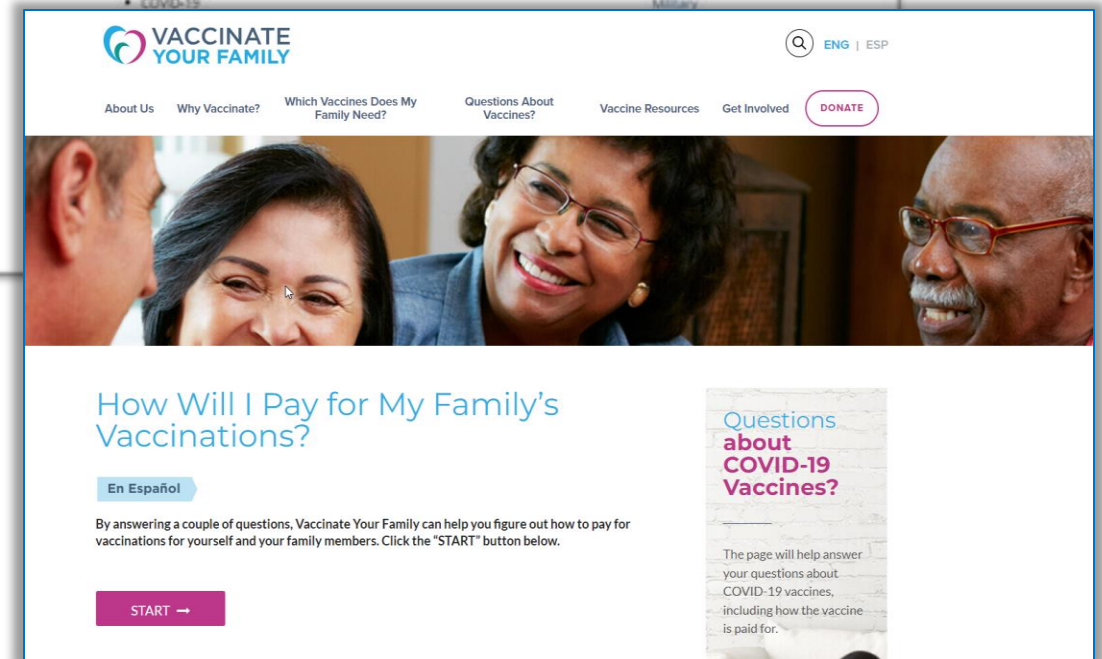 • COVID-19
Military
VACCINATE
YOUR FAMILY
ENG | ESP
About Us
Why Vaccinate?
Which Vaccines Does My
Family Need?
Questions About
Vaccines?
Vaccine Resources
Get Involved
DONATE
How Will I Pay for My Family’s
Vaccinations?
En Español
By answering a couple of questions, Vaccinate Your Family can help you figure out how to pay for
vaccinations for yourself and your family members. Click the “START” button below.
START →
Questions
about
COVID-19
Vaccines?
The page will help answer
your questions about
COVID-19 vaccines,
including how the vaccine
is paid for.